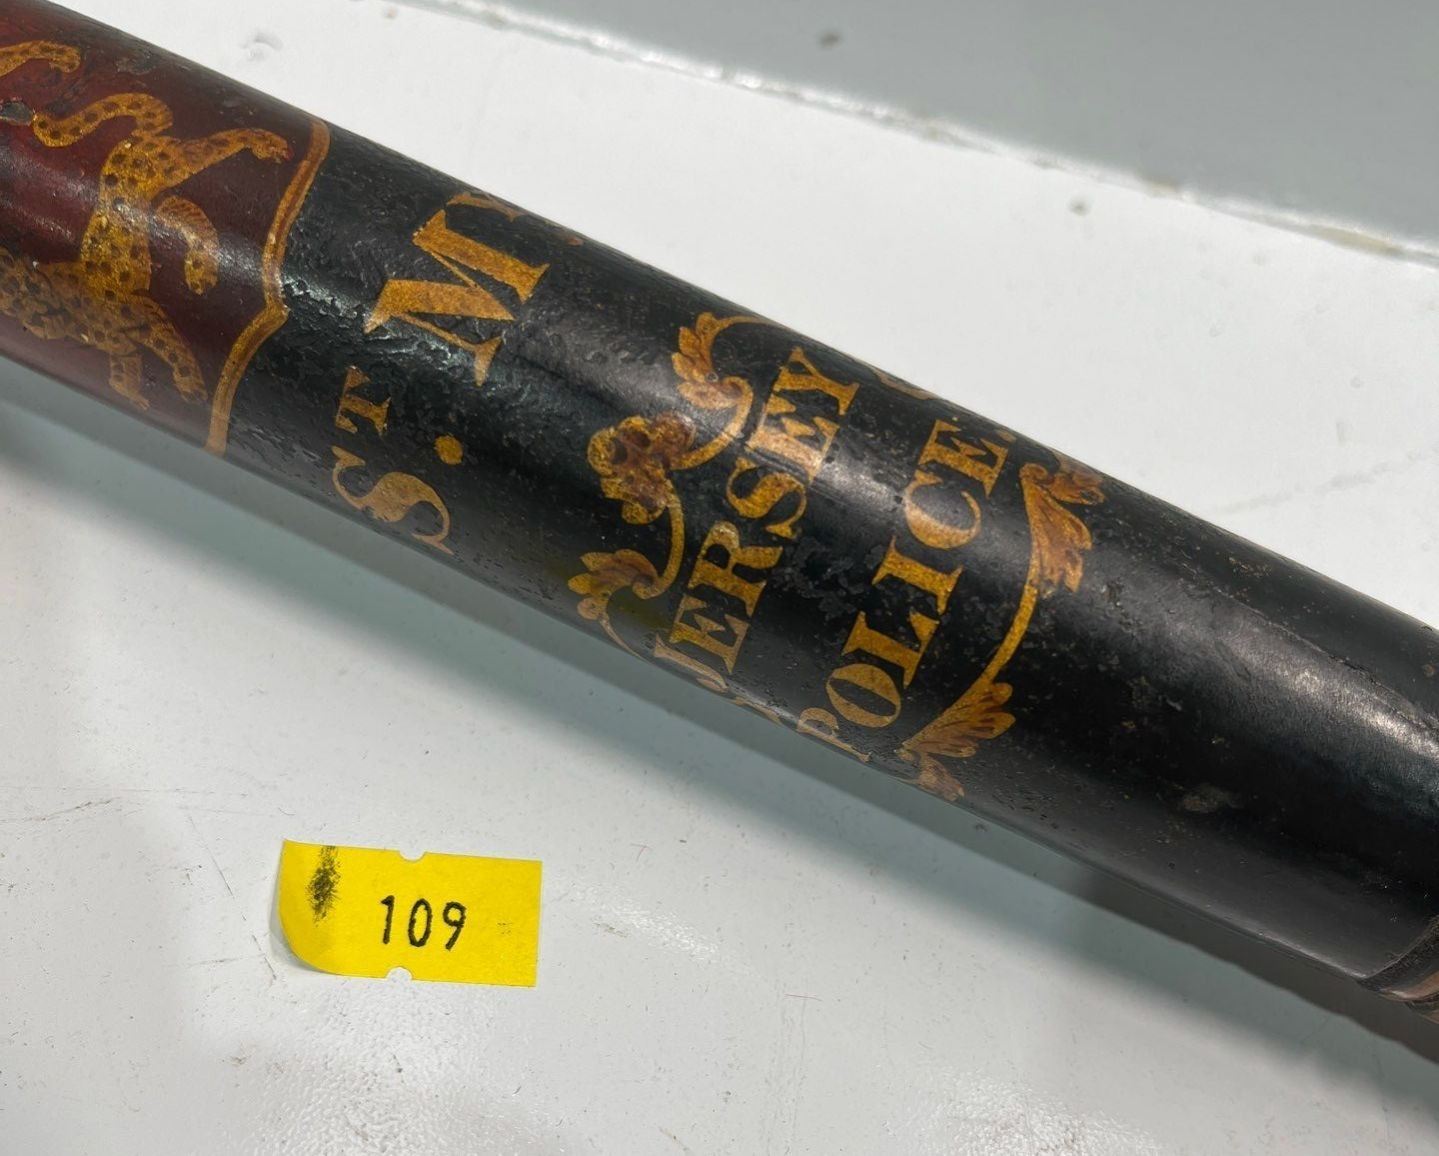 ST. M
JERSEY
POLICE
109